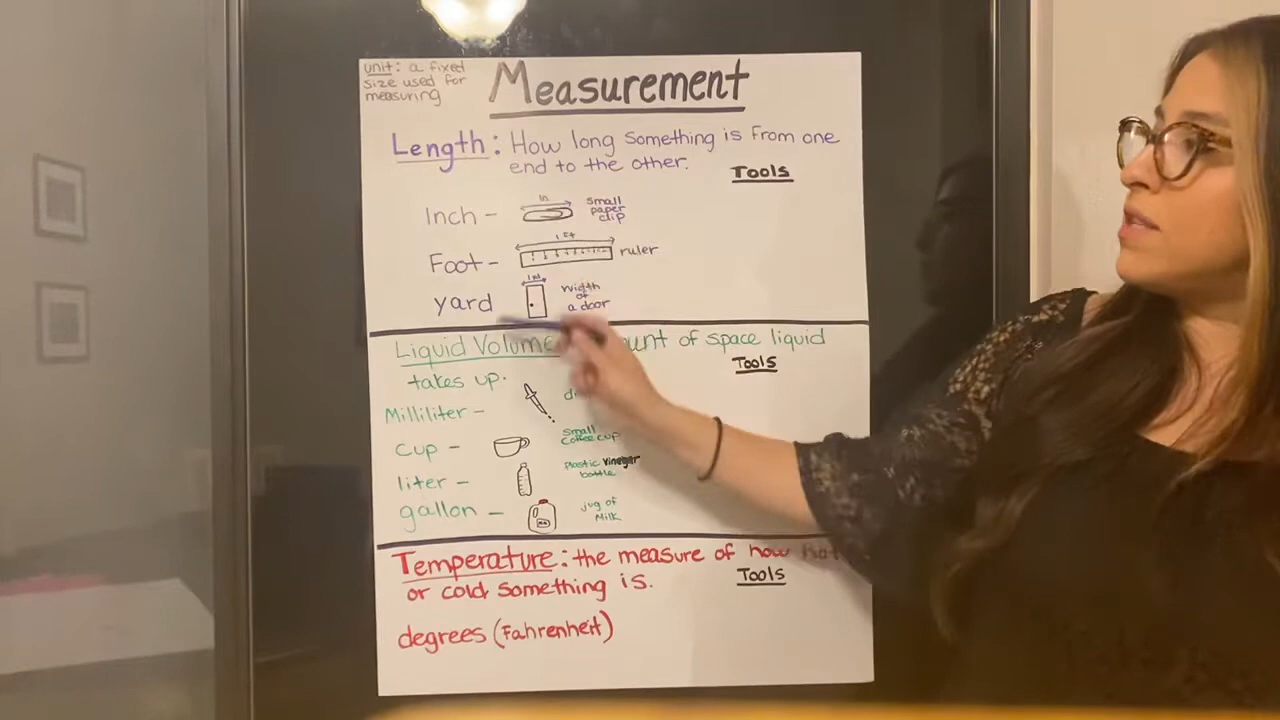 unit: a fixed
size used for
measuring
Measurement
Length: How long something is from one
end to the other.
Tools
Inch -
in
small
paper
clip
Foot -
1 ft
ruler
yard
width
of
a door
Liquid Volume of space liquid
Tools
takes up.
Milliliter -
cup -
small
coffee cup
liter -
Plastic vinegar
bottle
gallon -
jug of
Milk
Temperature: the measure of how
or cold something is.
Tools
degrees (Fahrenheit)